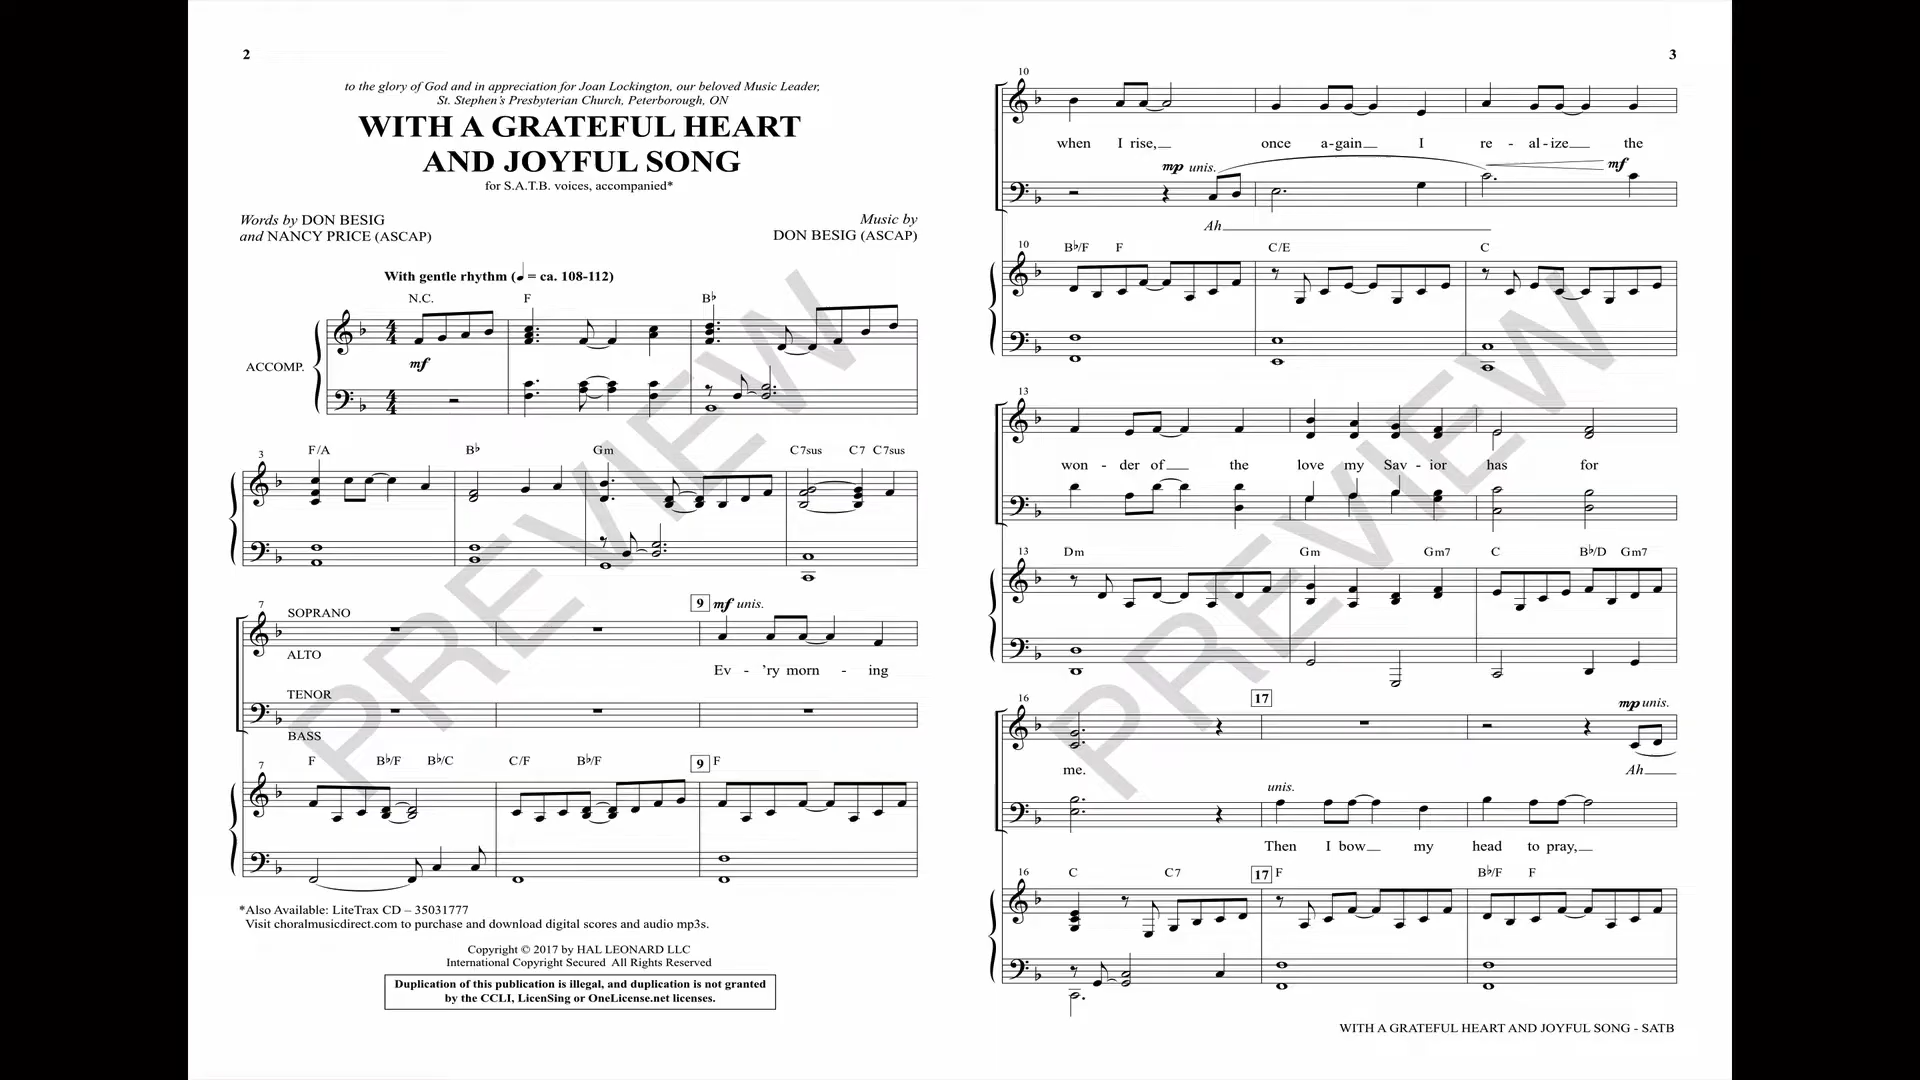 2
to the glory of God and in appreciation for Joan Lockington, our beloved Music Leader,
St. Stephen's Presbyterian Church, Peterborough, ON
WITH A GRATEFUL HEART
AND JOYFUL SONG
for S.A.T.B. voices, accompanied*
Words by DON BESIG
and NANCY PRICE (ASCAP)
Music by
DON BESIG (ASCAP)
With gentle rhythm (♩ = ca. 108-112)
N.C. F B♭
ACCOMP.
mf
3 F/A B♭ Gm C7sus C7 C7sus
7 SOPRANO 9 mf unis.
ALTO
Ev - 'ry morn - ing
TENOR
BASS
7 F B♭/F B♭/C C/F B♭/F 9 F
*Also Available: LiteTrax CD – 35031777
Visit choralmusicdirect.com to purchase and download digital scores and audio mp3s.
Copyright © 2017 by HAL LEONARD LLC
International Copyright Secured All Rights Reserved
Duplication of this publication is illegal, and duplication is not granted
by the CCLI, LicenSing or OneLicense.net licenses.
PREVIEW
3
10
when I rise, once a-gain I re - al-ize the
mp unis. mf
Ah
10 B♭/F F C/E C
13
won - der of the love my Sav - ior has for
13 Dm Gm Gm7 C B♭/D Gm7
16 17 mp unis.
me. Ah
unis.
Then I bow my head to pray,
16 C C7 17 F B♭/F F
WITH A GRATEFUL HEART AND JOYFUL SONG - SATB
PREVIEW